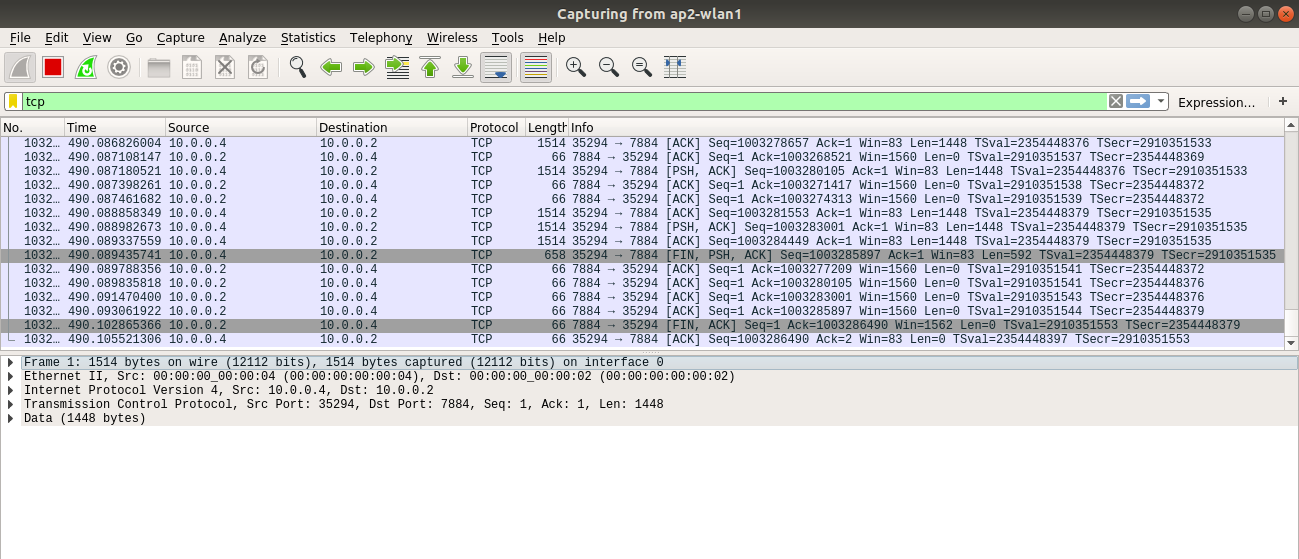 Capturing from ap2-wlan1
File Edit View Go Capture Analyze Statistics Telephony Wireless Tools Help
tcp Expression… +
No. Time Source Destination Protocol Length Info
1032… 490.086826004 10.0.0.4 10.0.0.2 TCP 1514 35294 → 7884 [ACK] Seq=1003278657 Ack=1 Win=83 Len=1448 TSval=2354448376 TSecr=2910351533
1032… 490.087108147 10.0.0.2 10.0.0.4 TCP 66 7884 → 35294 [ACK] Seq=1 Ack=1003268521 Win=1560 Len=0 TSval=2910351537 TSecr=2354448369
1032… 490.087180521 10.0.0.4 10.0.0.2 TCP 1514 35294 → 7884 [PSH, ACK] Seq=1003280105 Ack=1 Win=83 Len=1448 TSval=2354448376 TSecr=2910351533
1032… 490.087398261 10.0.0.2 10.0.0.4 TCP 66 7884 → 35294 [ACK] Seq=1 Ack=1003271417 Win=1560 Len=0 TSval=2910351538 TSecr=2354448372
1032… 490.087461682 10.0.0.2 10.0.0.4 TCP 66 7884 → 35294 [ACK] Seq=1 Ack=1003274313 Win=1560 Len=0 TSval=2910351539 TSecr=2354448372
1032… 490.088858349 10.0.0.4 10.0.0.2 TCP 1514 35294 → 7884 [ACK] Seq=1003281553 Ack=1 Win=83 Len=1448 TSval=2354448379 TSecr=2910351535
1032… 490.088982673 10.0.0.4 10.0.0.2 TCP 1514 35294 → 7884 [PSH, ACK] Seq=1003283001 Ack=1 Win=83 Len=1448 TSval=2354448379 TSecr=2910351535
1032… 490.089337559 10.0.0.4 10.0.0.2 TCP 1514 35294 → 7884 [ACK] Seq=1003284449 Ack=1 Win=83 Len=1448 TSval=2354448379 TSecr=2910351535
1032… 490.089435741 10.0.0.4 10.0.0.2 TCP 658 35294 → 7884 [FIN, PSH, ACK] Seq=1003285897 Ack=1 Win=83 Len=592 TSval=2354448379 TSecr=2910351535
1032… 490.089788356 10.0.0.2 10.0.0.4 TCP 66 7884 → 35294 [ACK] Seq=1 Ack=1003277209 Win=1560 Len=0 TSval=2910351541 TSecr=2354448372
1032… 490.089835818 10.0.0.2 10.0.0.4 TCP 66 7884 → 35294 [ACK] Seq=1 Ack=1003280105 Win=1560 Len=0 TSval=2910351541 TSecr=2354448376
1032… 490.091470400 10.0.0.2 10.0.0.4 TCP 66 7884 → 35294 [ACK] Seq=1 Ack=1003283001 Win=1560 Len=0 TSval=2910351543 TSecr=2354448376
1032… 490.093061922 10.0.0.2 10.0.0.4 TCP 66 7884 → 35294 [ACK] Seq=1 Ack=1003285897 Win=1560 Len=0 TSval=2910351544 TSecr=2354448379
1032… 490.102865366 10.0.0.2 10.0.0.4 TCP 66 7884 → 35294 [FIN, ACK] Seq=1 Ack=1003286490 Win=1562 Len=0 TSval=2910351553 TSecr=2354448379
1032… 490.105521306 10.0.0.4 10.0.0.2 TCP 66 35294 → 7884 [ACK] Seq=1003286490 Ack=2 Win=83 Len=0 TSval=2354448397 TSecr=2910351553
Frame 1: 1514 bytes on wire (12112 bits), 1514 bytes captured (12112 bits) on interface 0
Ethernet II, Src: 00:00:00_00:00:04 (00:00:00:00:00:04), Dst: 00:00:00_00:00:02 (00:00:00:00:00:02)
Internet Protocol Version 4, Src: 10.0.0.4, Dst: 10.0.0.2
Transmission Control Protocol, Src Port: 35294, Dst Port: 7884, Seq: 1, Ack: 1, Len: 1448
Data (1448 bytes)